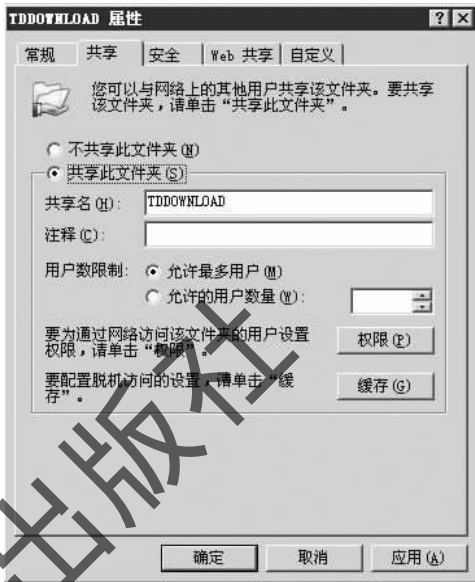 TDDOWNLOAD 属性
常规 共享 安全 Web 共享 自定义
您可以与网络上的其他用户共享该文件夹。要共享
该文件夹，请单击“共享此文件夹”。
不共享此文件夹(N)
共享此文件夹(S)
共享名(H): TDDOWNLOAD
注释(C):
用户数限制: 允许最多用户(M)
允许的用户数量(W):
要为通过网络访问该文件夹的用户设置
权限，请单击“权限”。
权限(P)
要配置脱机访问的设置，请单击“缓
存”。
缓存(G)
确定 取消 应用(A)
出版社